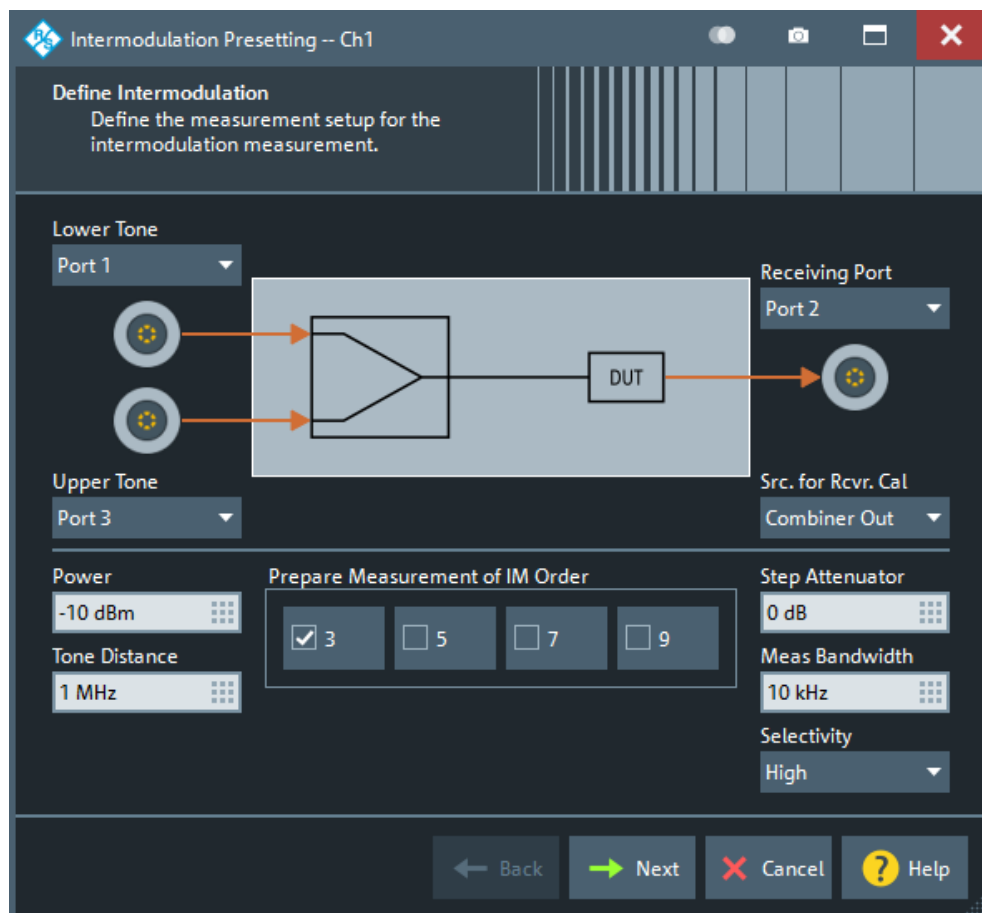 R/S
Intermodulation Presetting -- Ch1
Define Intermodulation
Define the measurement setup for the
intermodulation measurement.
Lower Tone
Port 1
Receiving Port
Port 2
DUT
Upper Tone
Port 3
Src. for Rcvr. Cal
Combiner Out
Power
-10 dBm
Prepare Measurement of IM Order
3
5
7
9
Step Attenuator
0 dB
Tone Distance
1 MHz
Meas Bandwidth
10 kHz
Selectivity
High
Back
Next
Cancel
? Help